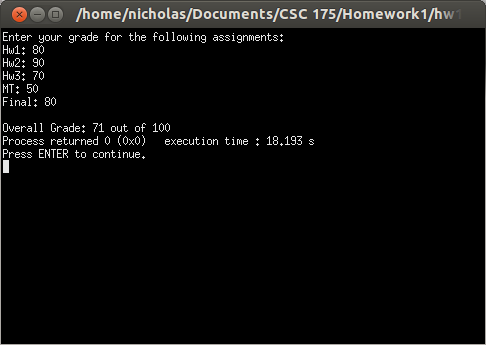 /home/nicholas/Documents/CSC 175/Homework1/hw1
Enter your grade for the following assignments:
Hw1: 80
Hw2: 90
Hw3: 70
MT: 50
Final: 80
Overall Grade: 71 out of 100
Process returned 0 (0x0)   execution time : 18.193 s
Press ENTER to continue.